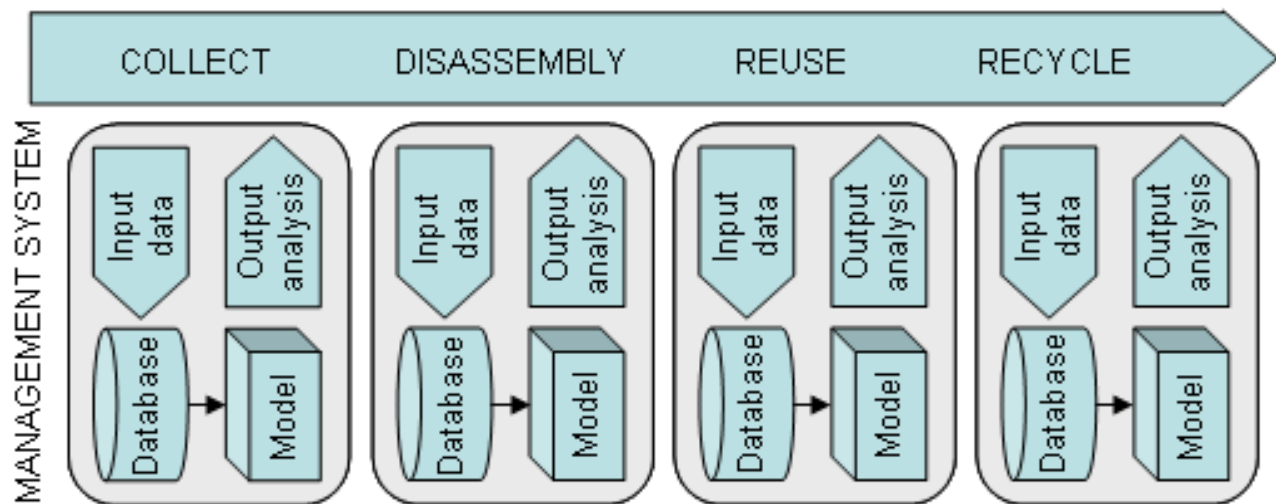 COLLECT
DISASSEMBLY
REUSE
RECYCLE
MANAGEMENT SYSTEM
Input
data
Output
analysis
Database
Model
Input
data
Output
analysis
Database
Model
Input
data
Output
analysis
Database
Model
Input
data
Output
analysis
Database
Model